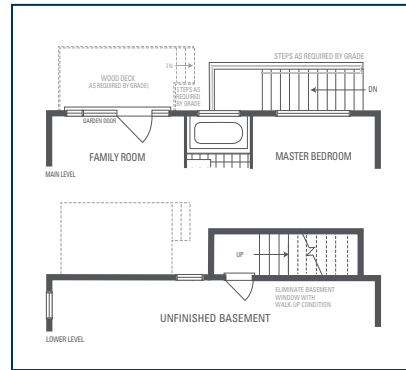 WOOD DECK
(AS REQUIRED BY GRADE)
DN
STEPS AS
REQUIRED
BY GRADE
STEPS AS REQUIRED BY GRADE
DN
GARDEN DOOR
FAMILY ROOM
MASTER BEDROOM
MAIN LEVEL
UP
ELIMINATE BASEMENT
WINDOW WITH
WALK-UP CONDITION
UNFINISHED BASEMENT
LOWER LEVEL